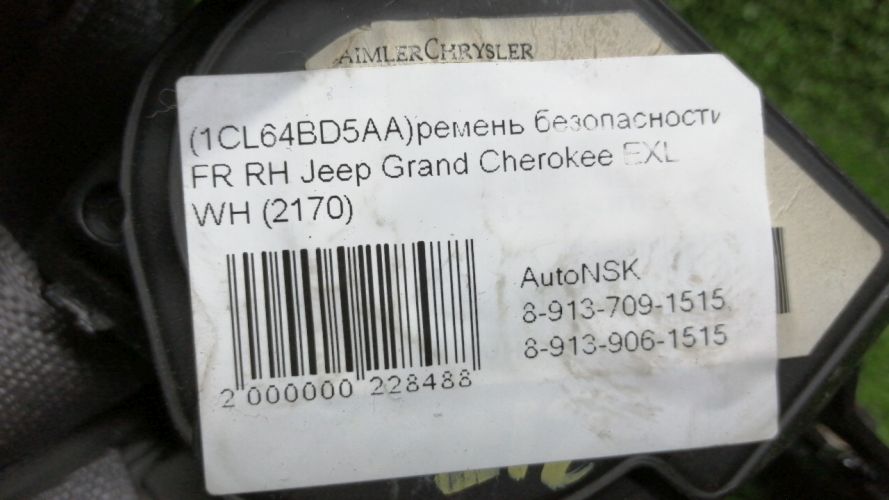 AIMLERCHRYSLER
(1CL64BD5AA)ремень безопасности
FR RH Jeep Grand Cherokee EXL
WH (2170)
AutoNSK
8-913-709-1515
8-913-906-1515
2 000000 228488